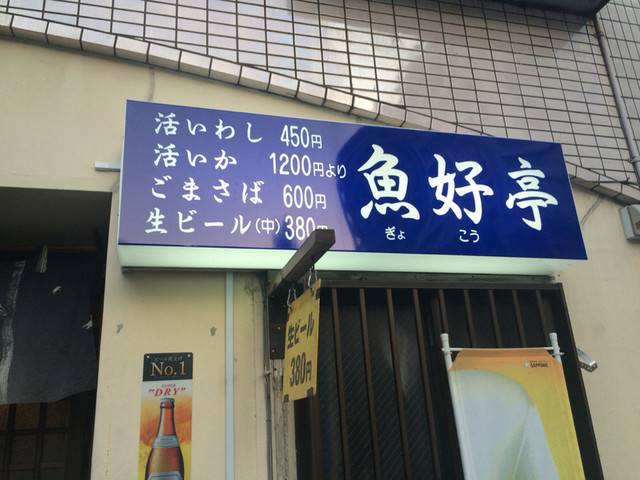 活いわし 450円
活いか 1200円より
ごまさば 600円
生ビール(中) 380円
魚好亭
ぎょ こう
生ビール
380円
No.1
SUPER
"DRY"
SAPPORO